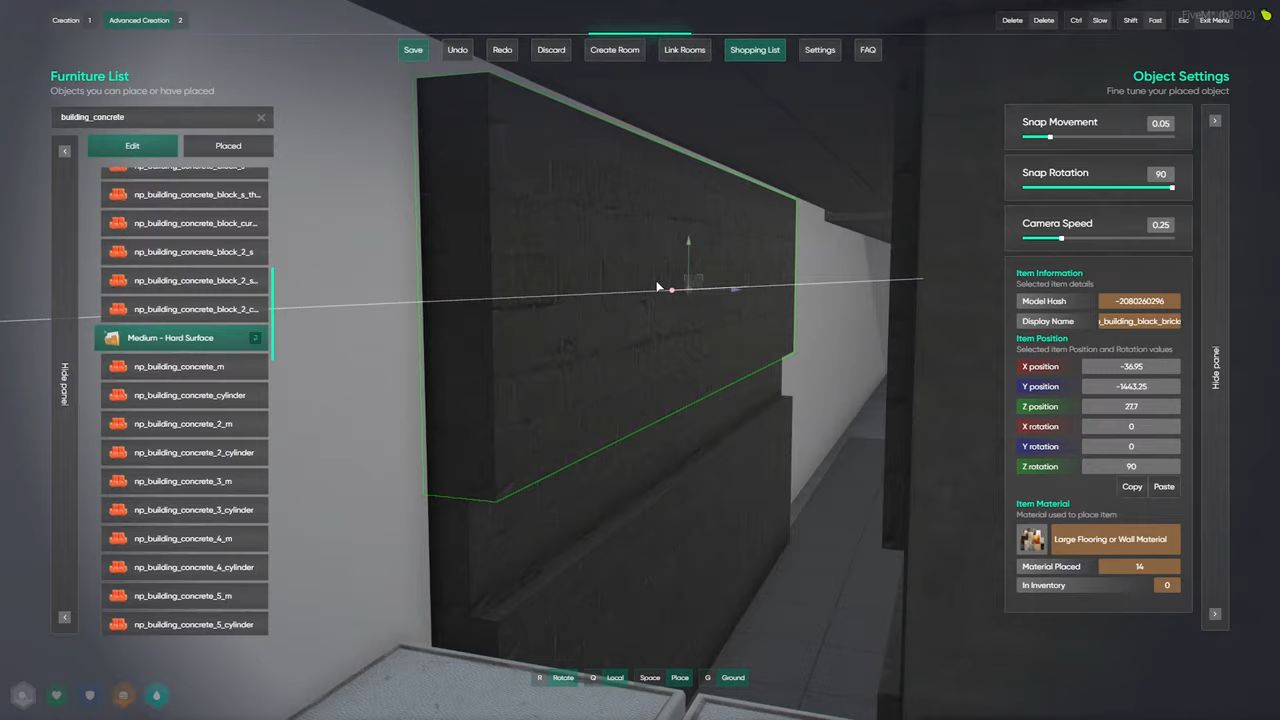 Creation 1 Advanced Creation 2
Delete Delete Ctrl Slow Shift Fast Esc Exit Menu
FiveM* (b2802)
Save Undo Redo Discard Create Room Link Rooms Shopping List Settings FAQ
Furniture List
Objects you can place or have placed
building_concrete
Edit Placed
np_building_concrete_block_s
np_building_concrete_block_s_th...
np_building_concrete_block_cur...
np_building_concrete_block_2_s
np_building_concrete_block_2_s...
np_building_concrete_block_2_c...
Medium - Hard Surface
np_building_concrete_m
np_building_concrete_cylinder
np_building_concrete_2_m
np_building_concrete_2_cylinder
np_building_concrete_3_m
np_building_concrete_3_cylinder
np_building_concrete_4_m
np_building_concrete_4_cylinder
np_building_concrete_5_m
np_building_concrete_5_cylinder
Hide panel
Object Settings
Fine tune your placed object
Snap Movement 0.05
Snap Rotation 90
Camera Speed 0.25
Item Information
Selected item details
Model Hash -2080260296
Display Name _building_block_bricks
Item Position
Selected item Position and Rotation values
X position -36.95
Y position -1443.25
Z position 27.7
X rotation 0
Y rotation 0
Z rotation 90
Copy Paste
Item Material
Material used to place item
Large Flooring or Wall Material
Material Placed 14
In Inventory 0
Hide panel
R Rotate Q Local Space Place G Ground